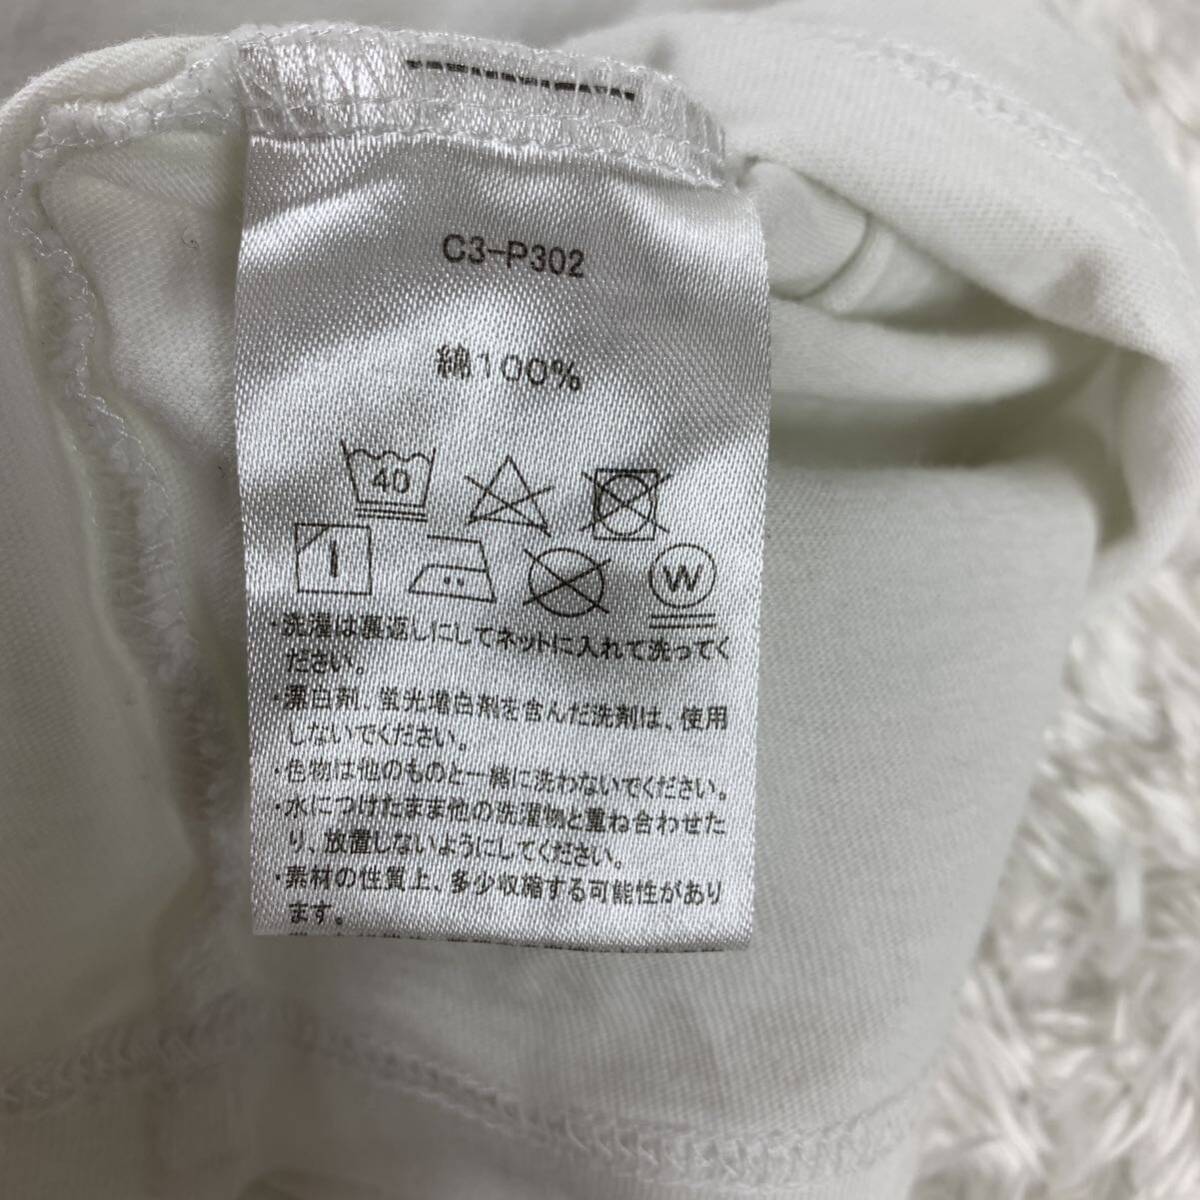 C3-P302
綿100%
40
W
・洗濯は裏返しにしてネットに入れて洗ってく
ださい。
・漂白剤、蛍光増白剤を含んだ洗剤は、使用
しないでください。
・色物は他のものと一緒に洗わないでください。
・水につけたまま他の洗濯物と重ね合わせた
り、放置しないようにしてください。
・素材の性質上、多少収縮する可能性があり
ます。